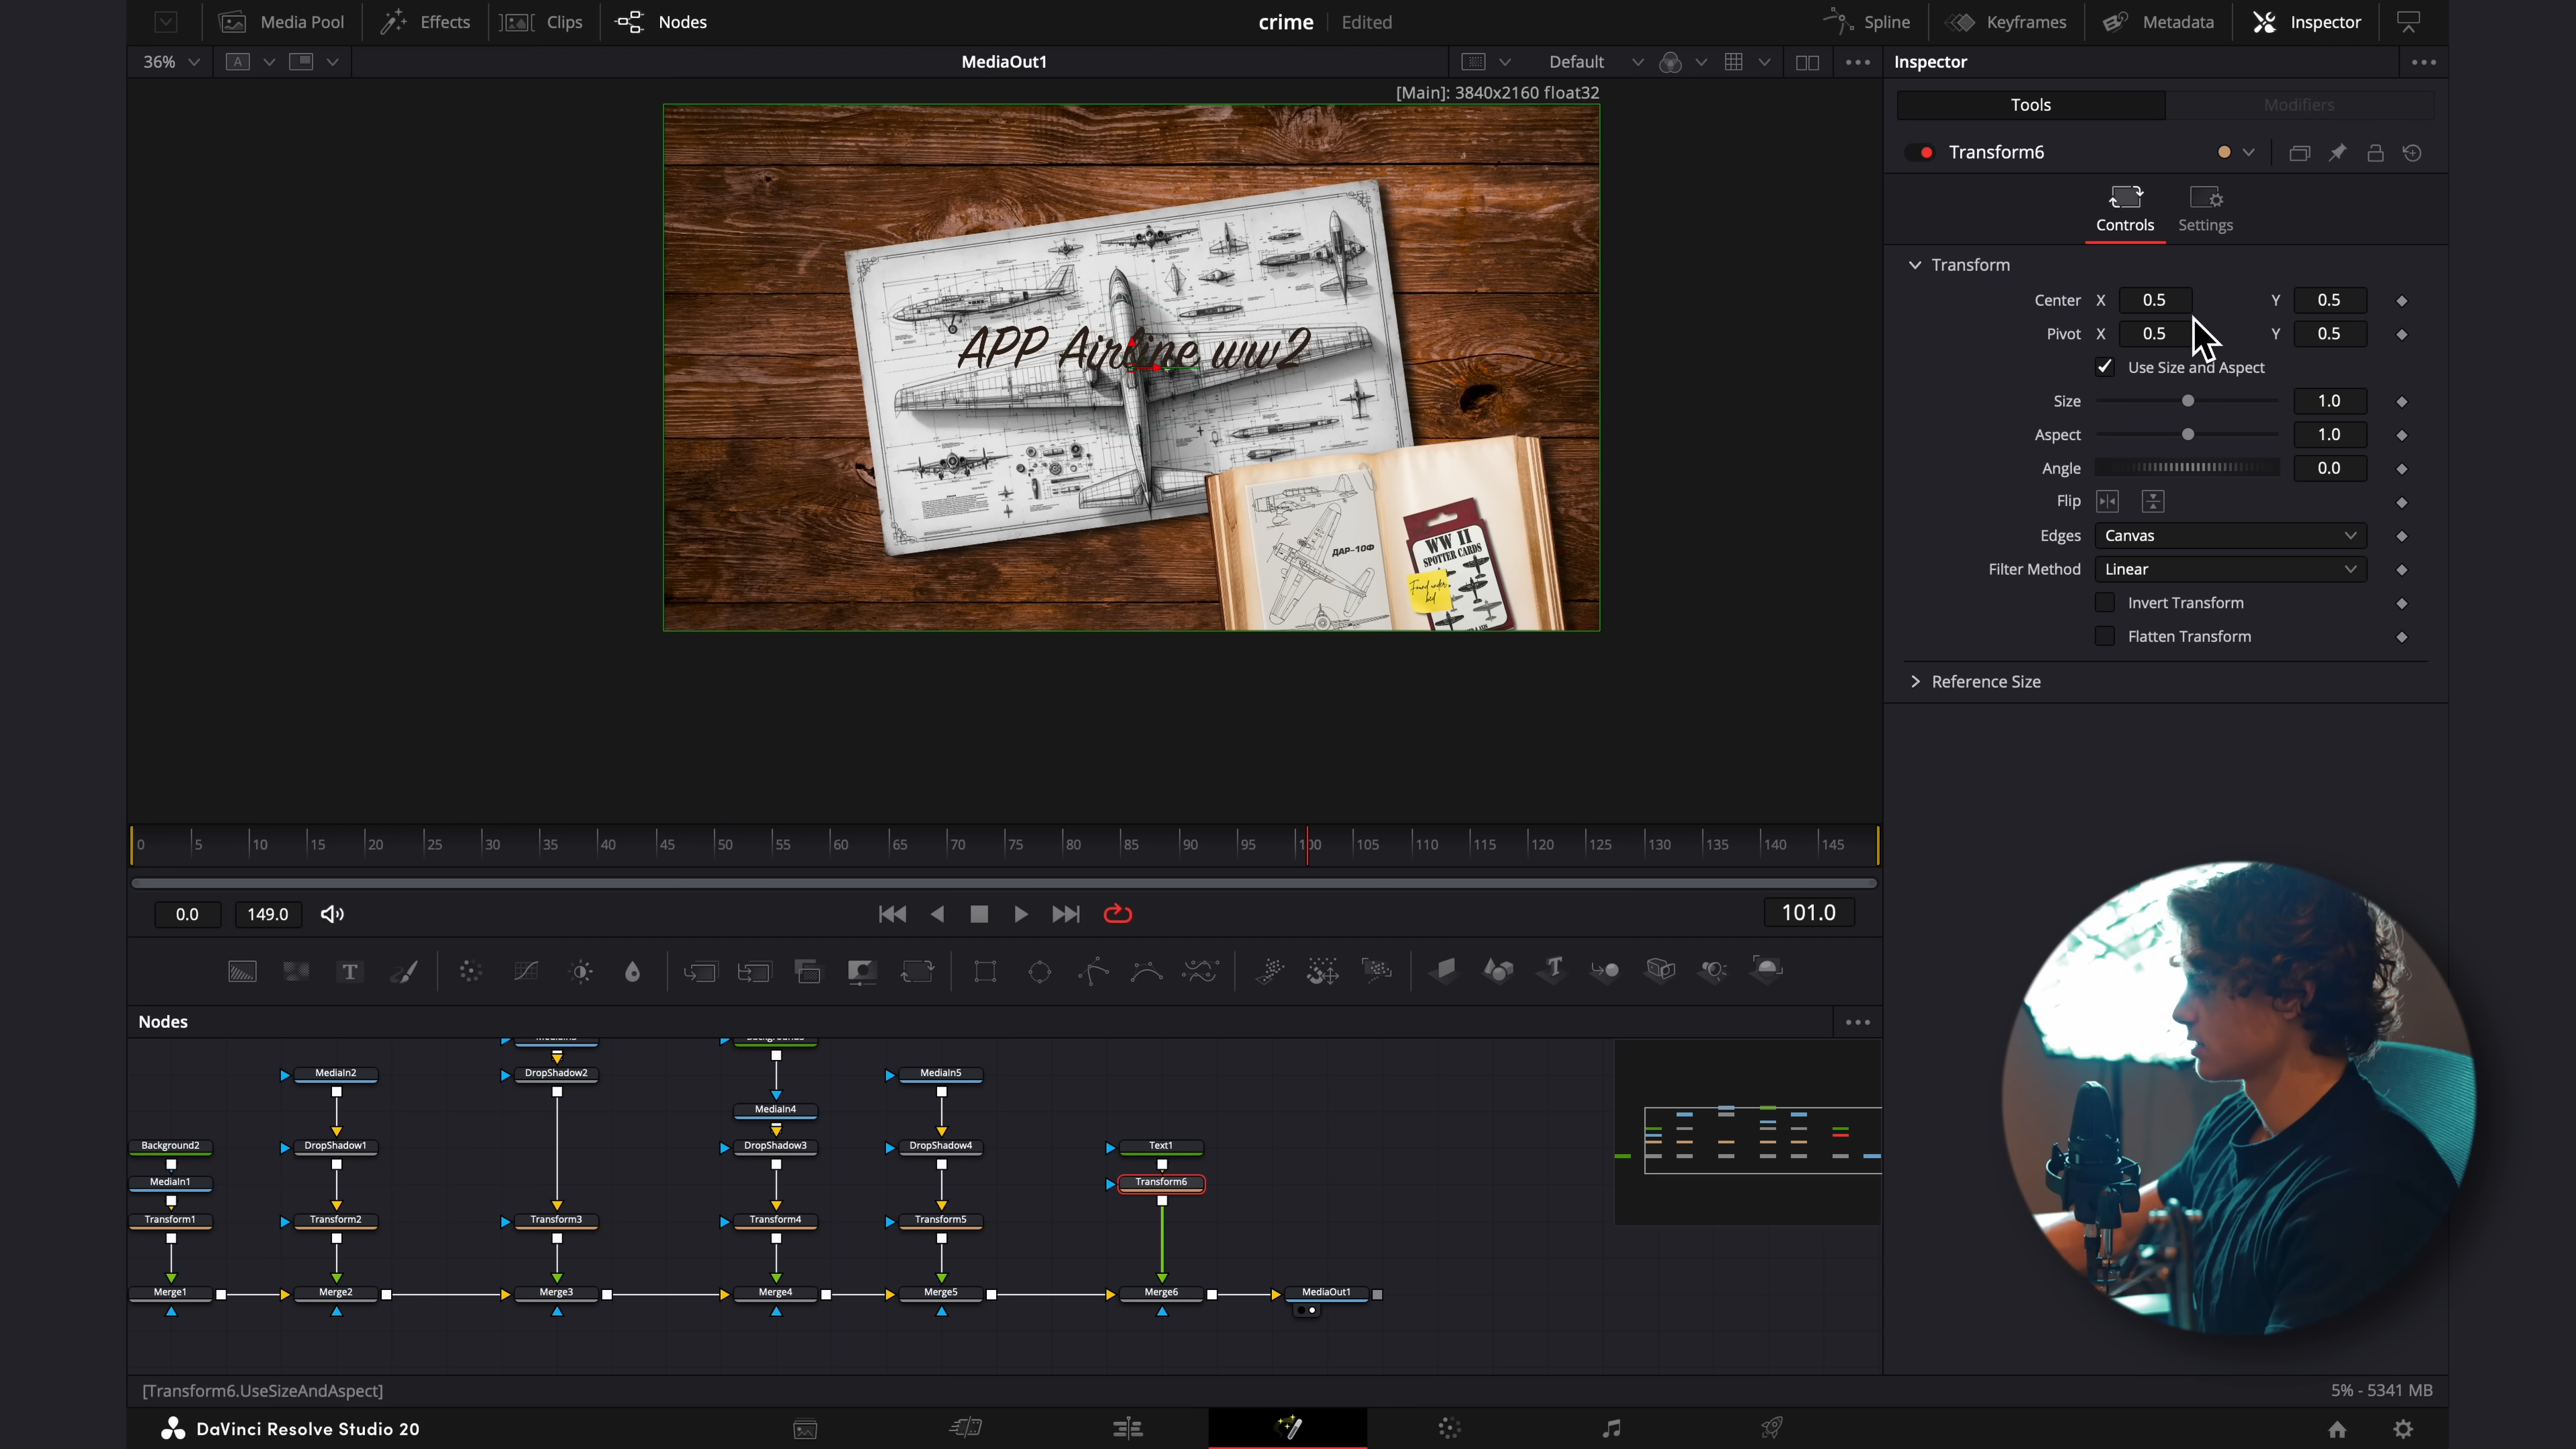 Media Pool
Effects
Clips
Nodes
crime
Edited
Spline
Keyframes
Metadata
Inspector
36%
A
MediaOut1
Default
Inspector
[Main]: 3840x2160 float32
Tools
Modifiers
Transform6
Controls
Settings
Transform
Center X 0.5 Y 0.5
Pivot X 0.5 Y 0.5
Use Size and Aspect
Size 1.0
Aspect 1.0
Angle 0.0
Flip
Edges Canvas
Filter Method Linear
Invert Transform
Flatten Transform
Reference Size
APP Airline ww2
ДАР-10Ф
WW II
SPOTTER CARDS
Found under
bed
0 5 10 15 20 25 30 35 40 45 50 55 60 65 70 75 80 85 90 95 100 105 110 115 120 125 130 135 140 145
0.0
149.0
101.0
T
T
Nodes
MediaIn2
DropShadow2
MediaIn5
MediaIn4
Background2
DropShadow1
DropShadow3
DropShadow4
Text1
MediaIn1
Transform6
Transform1
Transform2
Transform3
Transform4
Transform5
Merge1
Merge2
Merge3
Merge4
Merge5
Merge6
MediaOut1
[Transform6.UseSizeAndAspect]
5% - 5341 MB
DaVinci Resolve Studio 20